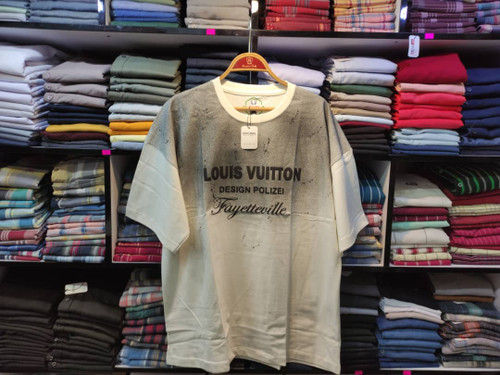 LOUIS VUITTON
DESIGN POLIZEI
Fayetteville